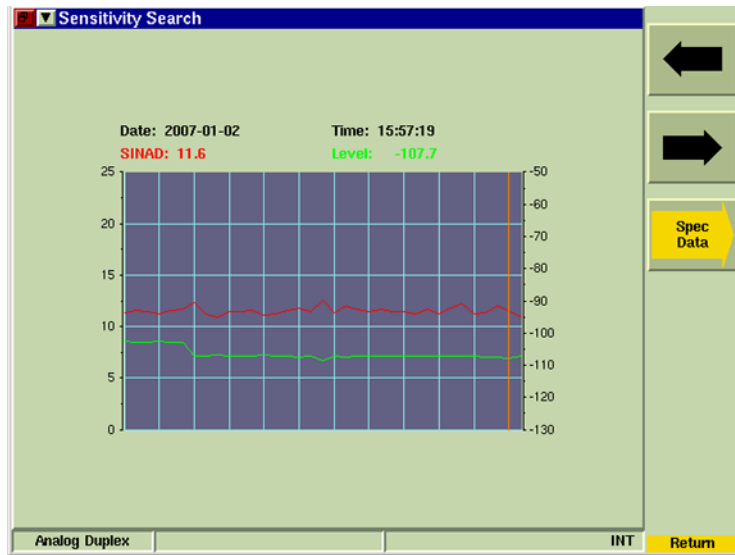 Sensitivity Search
Date: 2007-01-02 Time: 15:57:19
SINAD: 11.6 Level: -107.7
25 -50
-60
20
-70
Spec
Data
15
-80
-90
10
-100
5
-110
-120
0 -130
Analog Duplex INT Return